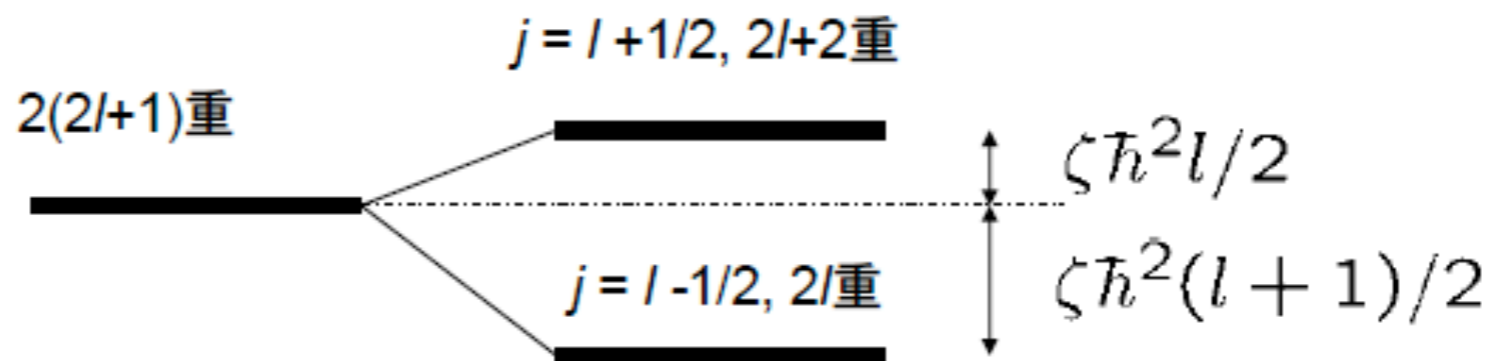 j = l +1/2, 2l+2重
2(2l+1)重
ζℏ²l/2
j = l -1/2, 2l重
ζℏ²(l + 1)/2